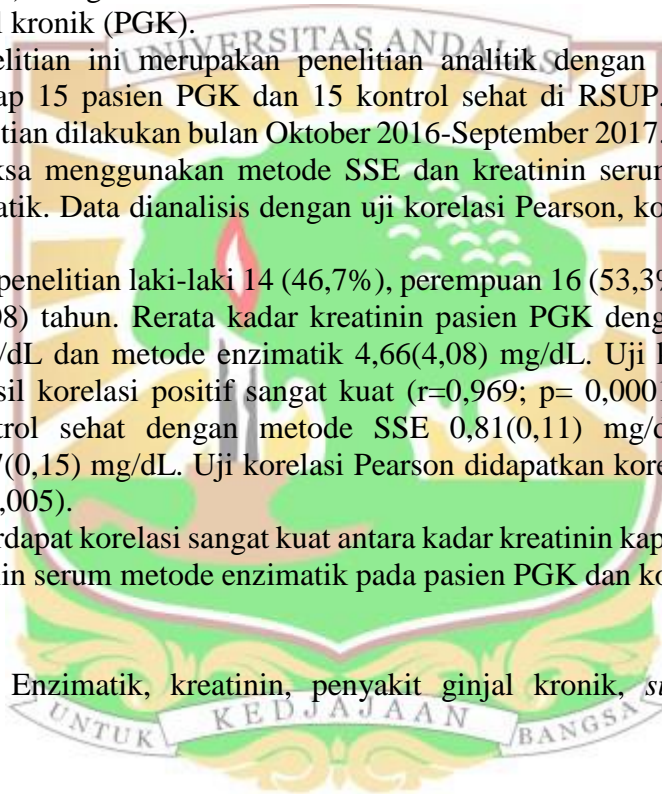 l kronik (PGK).
UNIVERSITAS ANDALAS
elitian ini merupakan penelitian analitik dengan
ap 15 pasien PGK dan 15 kontrol sehat di RSUP.
itian dilakukan bulan Oktober 2016-September 2017.
ksa menggunakan metode SSE dan kreatinin serum
atik. Data dianalisis dengan uji korelasi Pearson, ko
penelitian laki-laki 14 (46,7%), perempuan 16 (53,3%
98) tahun. Rerata kadar kreatinin pasien PGK deng
/dL dan metode enzimatik 4,66(4,08) mg/dL. Uji
sil korelasi positif sangat kuat (r=0,969; p= 0,0001
trol sehat dengan metode SSE 0,81(0,11) mg/d
7(0,15) mg/dL. Uji korelasi Pearson didapatkan kore
,005).
rdapat korelasi sangat kuat antara kadar kreatinin kap
in serum metode enzimatik pada pasien PGK dan ko
Enzimatik, kreatinin, penyakit ginjal kronik,
UNTUK KEDJAJAAN BANGSA